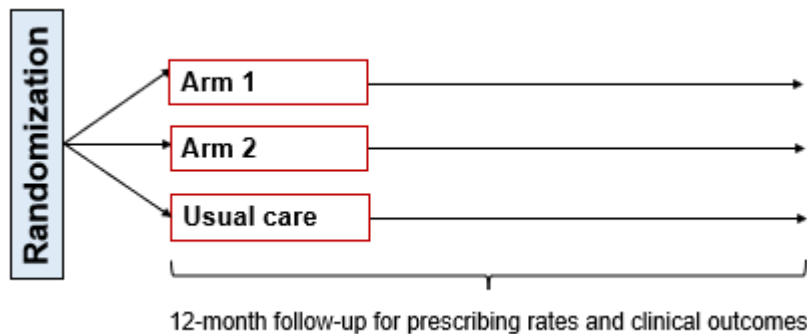 Randomization
Arm 1
Arm 2
Usual care
12-month follow-up for prescribing rates and clinical outcomes